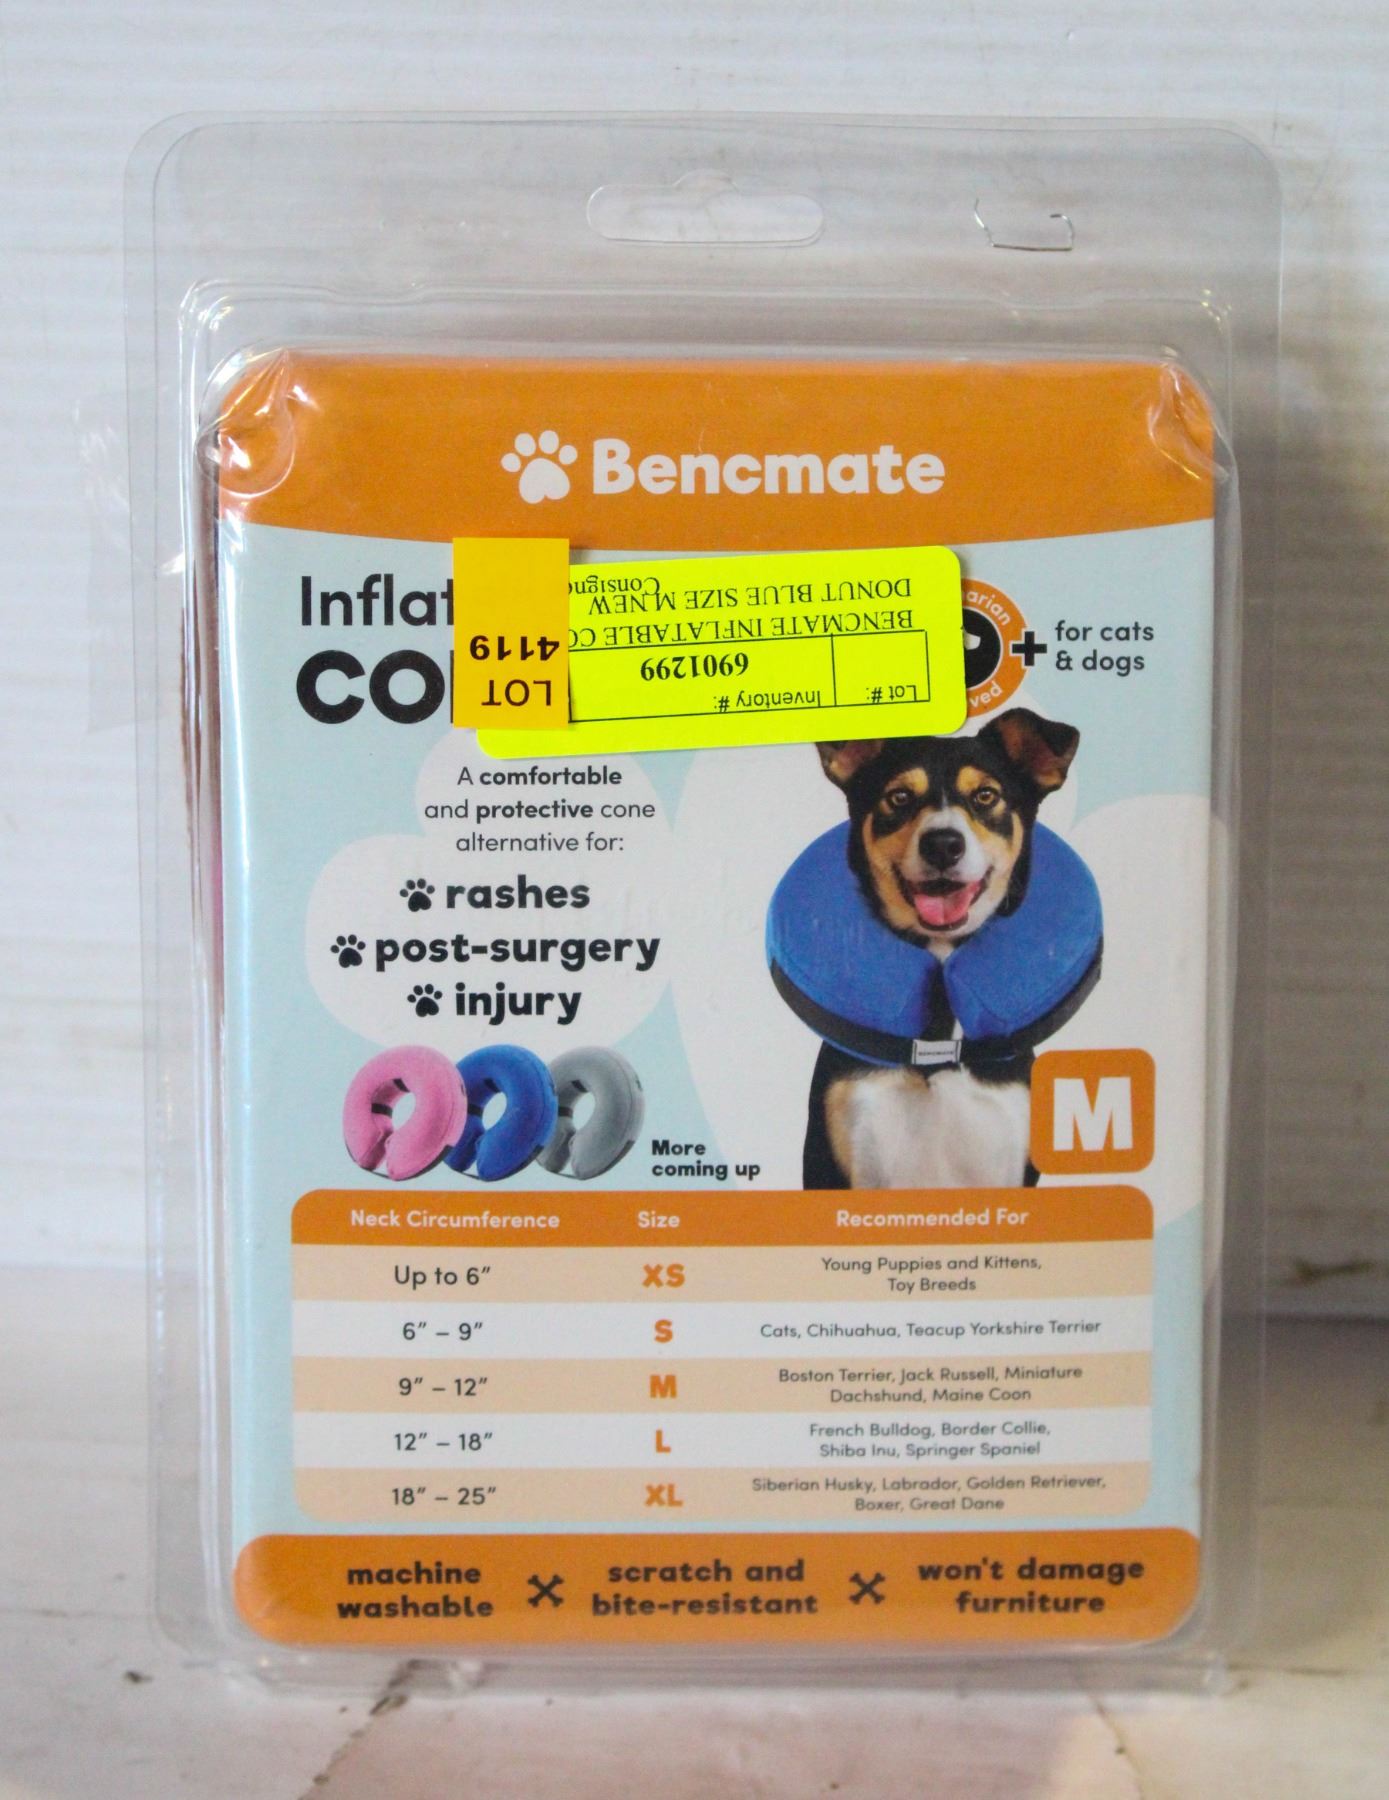 Bencmate
Inflat
CO
LOT
4119
Lot #:
Inventory #:
6901299
BENCMATE INFLATABLE CO
DONUT BLUE SIZE M,NEW
Consigno
arian
ved
+ for cats
& dogs
A comfortable
and protective cone
alternative for:
rashes
post-surgery
injury
More
coming up
BENCMATE
M
Neck Circumference Size Recommended For
Up to 6” XS Young Puppies and Kittens,
Toy Breeds
6” – 9” S Cats, Chihuahua, Teacup Yorkshire Terrier
9” – 12” M Boston Terrier, Jack Russell, Miniature
Dachshund, Maine Coon
12” – 18” L French Bulldog, Border Collie,
Shiba Inu, Springer Spaniel
18” – 25” XL Siberian Husky, Labrador, Golden Retriever,
Boxer, Great Dane
machine
washable
scratch and
bite-resistant
won't damage
furniture